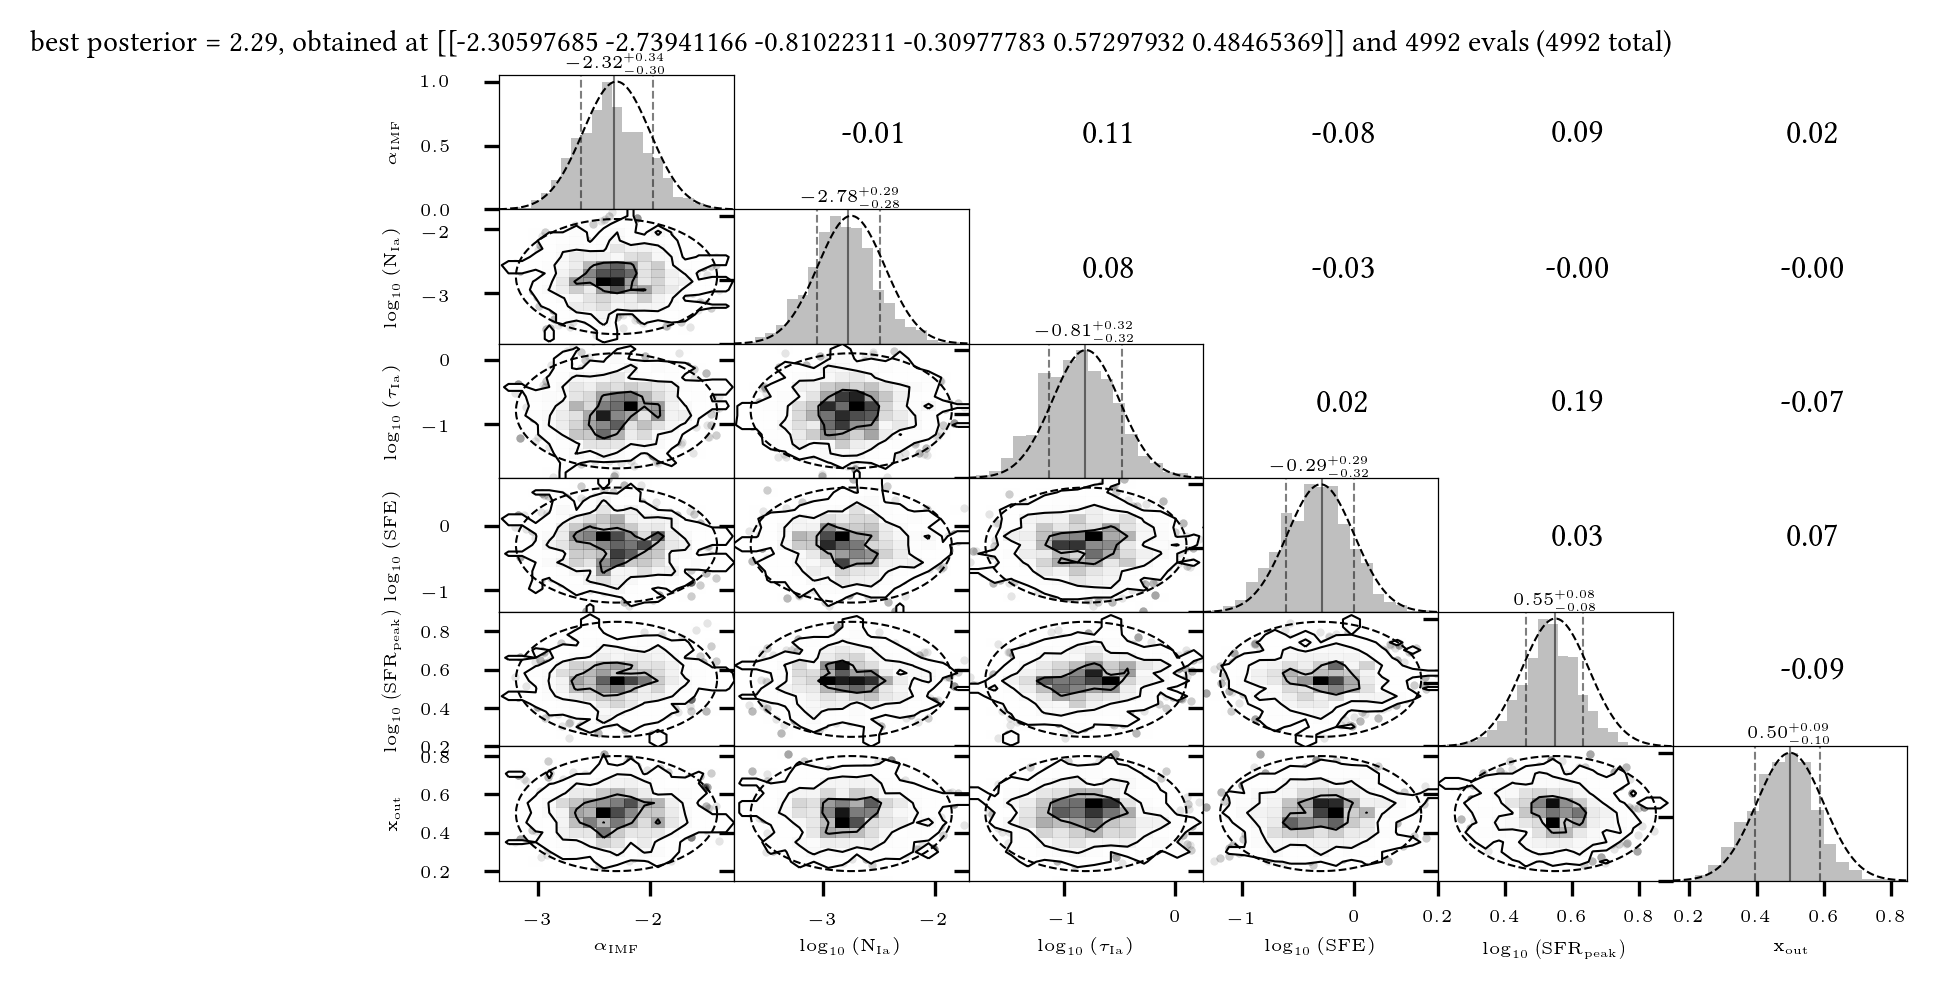 best posterior = 2.29, obtained at [[-2.30597685 -2.73941166 -0.81022311 -0.30977783 0.57297932 0.48465369]] and 4992 evals (4992 total)
−2.32+0.34−0.30
1.0
0.5
0.0
αIMF
-0.01 0.11 -0.08 0.09 0.02
−2.78+0.29−0.28
log10 (NIa)
−2
−3
0.08 -0.03 -0.00 -0.00
−0.81+0.32−0.32
log10 (τIa)
0
−1
0.02 0.19 -0.07
−0.29+0.29−0.32
log10 (SFE)
0
−1
0.03 0.07
0.55+0.08−0.08
log10 (SFRpeak)
0.8
0.6
0.4
0.2
-0.09
0.50+0.09−0.10
xout
0.8
0.6
0.4
0.2
−3 −2 −3 −2 −1 0 −1 0 0.2 0.4 0.6 0.8 0.2 0.4 0.6 0.8
αIMF log10 (NIa) log10 (τIa) log10 (SFE) log10 (SFRpeak) xout